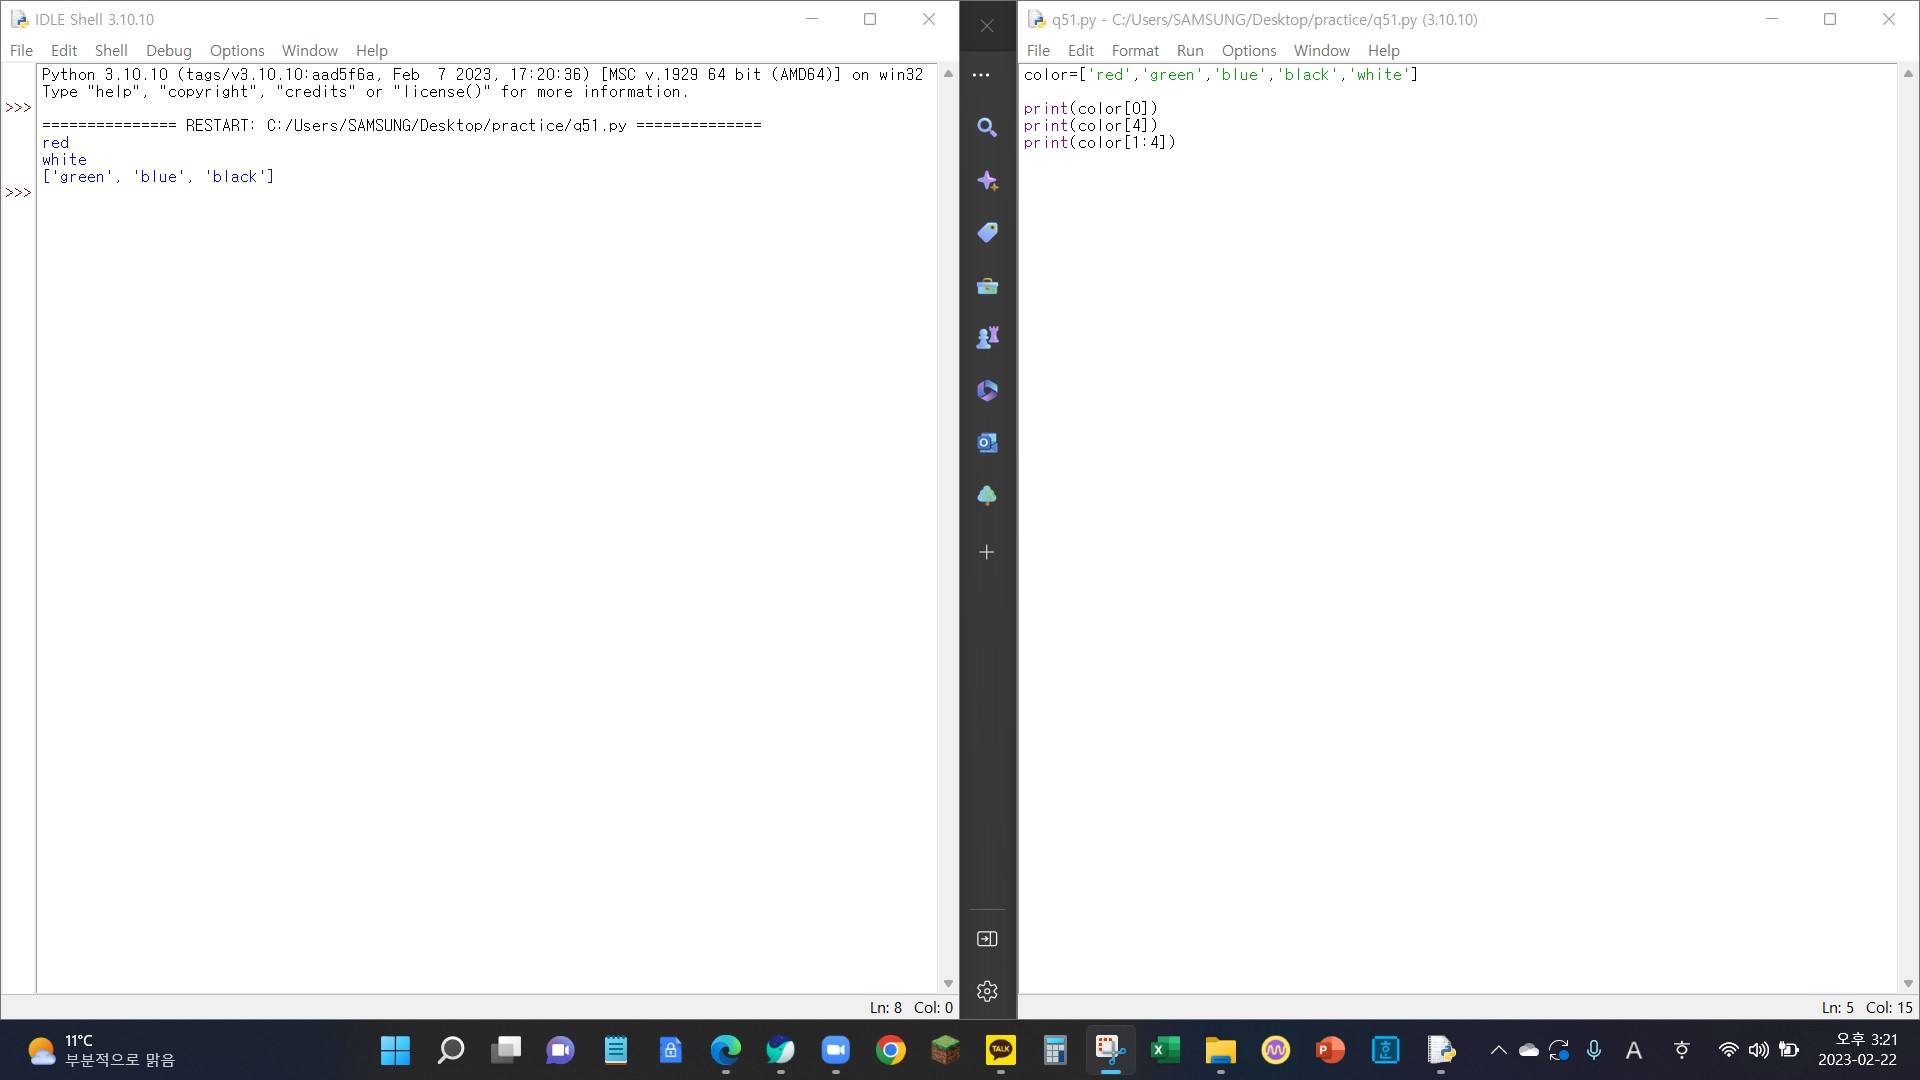 IDLE Shell 3.10.10
File Edit Shell Debug Options Window Help
Python 3.10.10 (tags/v3.10.10:aad5f6a, Feb  7 2023, 17:20:36) [MSC v.1929 64 bit (AMD64)] on win32
Type "help", "copyright", "credits" or "license()" for more information.
>>>
=============== RESTART: C:/Users/SAMSUNG/Desktop/practice/q51.py ==============
red
white
['green', 'blue', 'black']
>>>
Ln: 8 Col: 0
q51.py - C:/Users/SAMSUNG/Desktop/practice/q51.py (3.10.10)
File Edit Format Run Options Window Help
color=['red','green','blue','black','white']
print(color[0])
print(color[4])
print(color[1:4])
Ln: 5 Col: 15
11°C
부분적으로 맑음
TALK
A
오후 3:21
2023-02-22